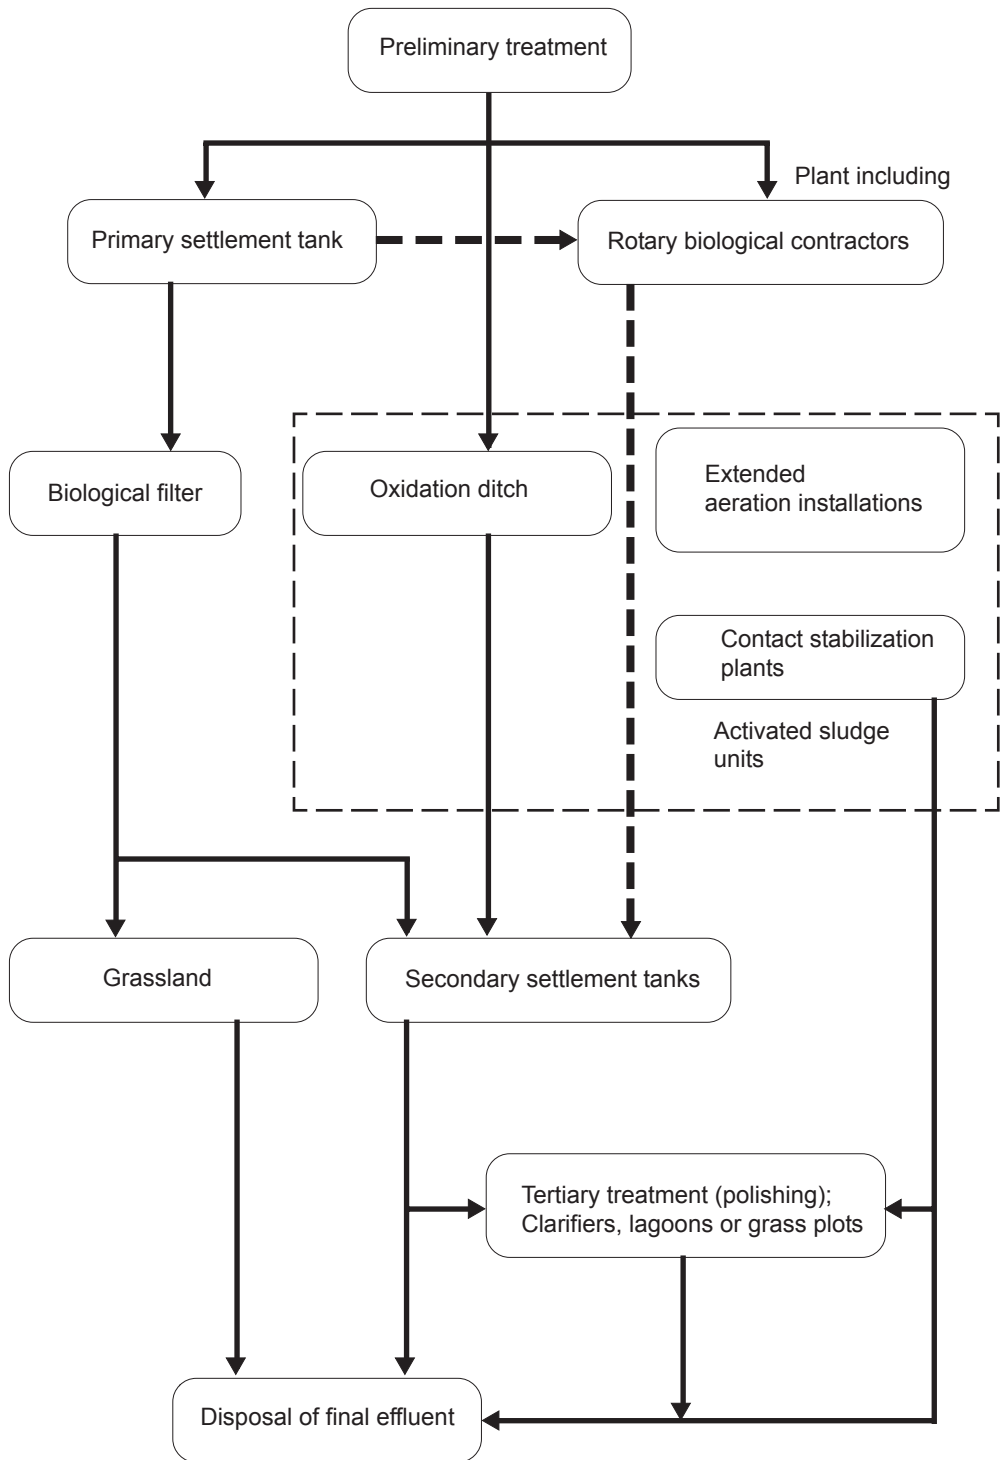 Preliminary treatment
Plant including
Primary settlement tank
Rotary biological contractors
Biological filter
Oxidation ditch
Extended
aeration installations
Contact stabilization
plants
Activated sludge
units
Grassland
Secondary settlement tanks
Tertiary treatment (polishing);
Clarifiers, lagoons or grass plots
Disposal of final effluent